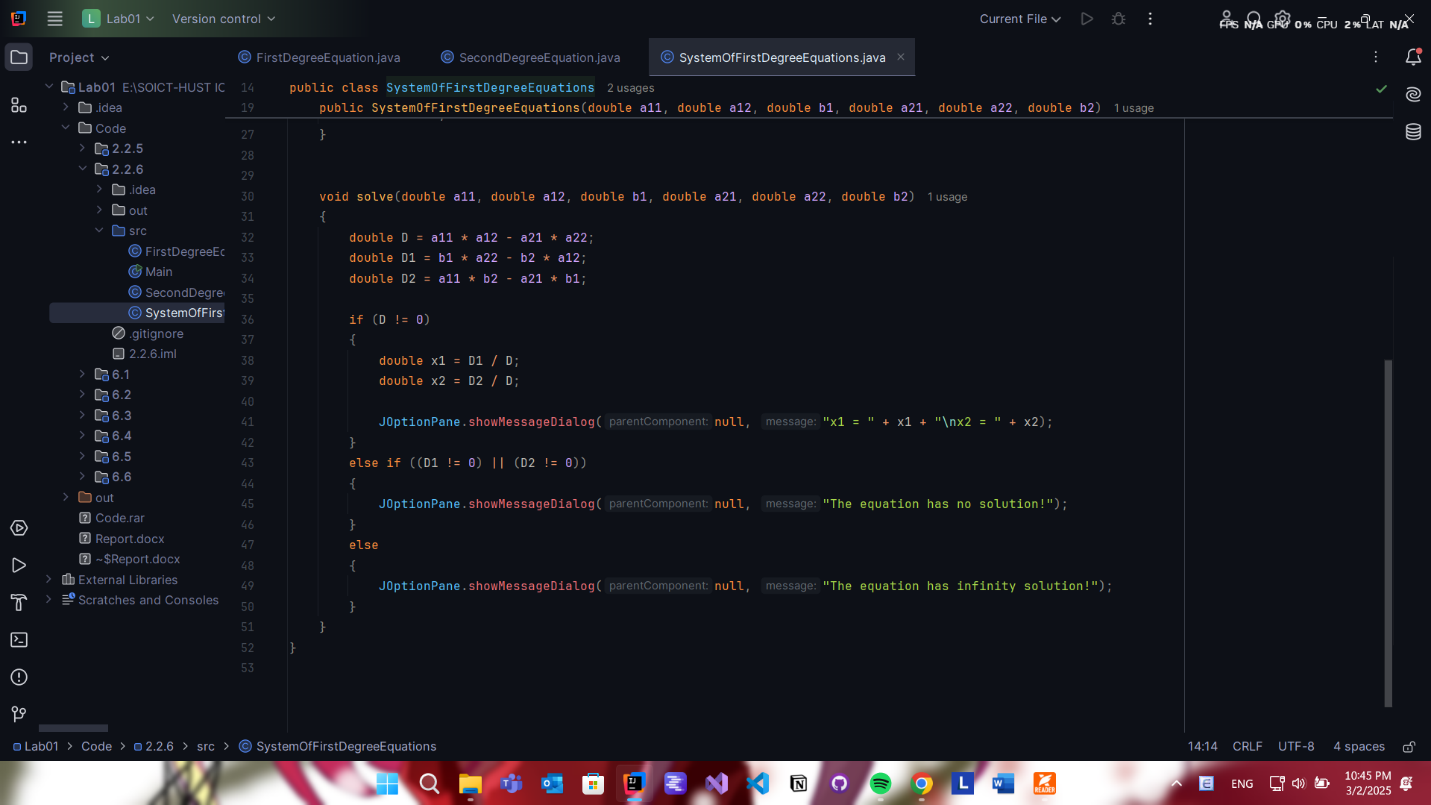 L Lab01 Version control Current File
FPS N/A GPU 0% CPU 2% LAT N/A
Project FirstDegreeEquation.java SecondDegreeEquation.java SystemOfFirstDegreeEquations.java
Lab01 E:\SOICT-HUST IC
.idea
Code
2.2.5
2.2.6
.idea
out
src
FirstDegreeEc
Main
SecondDegre
SystemOfFirst
.gitignore
2.2.6.iml
6.1
6.2
6.3
6.4
6.5
6.6
out
Code.rar
Report.docx
~$Report.docx
External Libraries
Scratches and Consoles
14 public class SystemOfFirstDegreeEquations 2 usages
19 public SystemOfFirstDegreeEquations(double a11, double a12, double b1, double a21, double a22, double b2) 1 usage
27 }
28
29
30 void solve(double a11, double a12, double b1, double a21, double a22, double b2) 1 usage
31 {
32 double D = a11 * a12 - a21 * a22;
33 double D1 = b1 * a22 - b2 * a12;
34 double D2 = a11 * b2 - a21 * b1;
35
36 if (D != 0)
37 {
38 double x1 = D1 / D;
39 double x2 = D2 / D;
40
41 JOptionPane.showMessageDialog( parentComponent: null, message: "x1 = " + x1 + "\nx2 = " + x2);
42 }
43 else if ((D1 != 0) || (D2 != 0))
44 {
45 JOptionPane.showMessageDialog( parentComponent: null, message: "The equation has no solution!");
46 }
47 else
48 {
49 JOptionPane.showMessageDialog( parentComponent: null, message: "The equation has infinity solution!");
50 }
51 }
52 }
53
Lab01 > Code > 2.2.6 > src > SystemOfFirstDegreeEquations 14:14 CRLF UTF-8 4 spaces
ENG 10:45 PM
3/2/2025